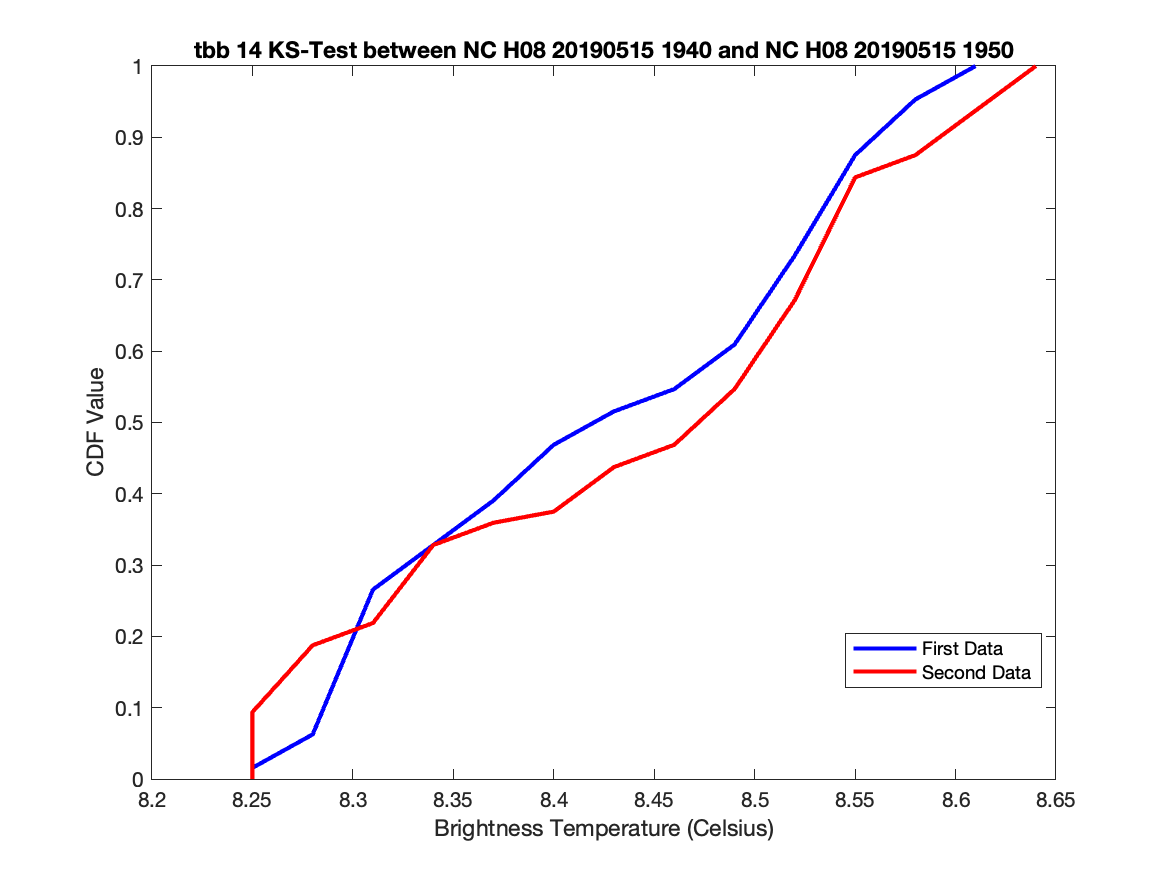 tbb 14 KS-Test between NC H08 20190515 1940 and NC H08 20190515 1950
1
0.9
0.8
0.7
0.6
0.5
0.4
0.3
0.2
0.1
0
CDF Value
First Data
Second Data
8.2 8.25 8.3 8.35 8.4 8.45 8.5 8.55 8.6 8.65
Brightness Temperature (Celsius)